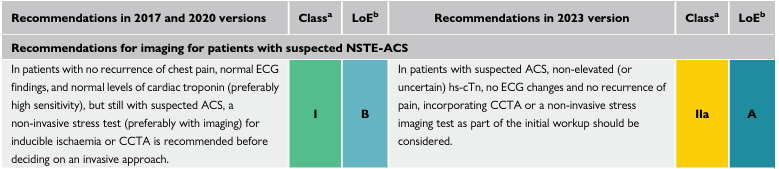 Recommendations in 2017 and 2020 versions Classa LoEb Recommendations in 2023 version Classa LoEb
Recommendations for imaging for patients with suspected NSTE-ACS
In patients with no recurrence of chest pain, normal ECG
findings, and normal levels of cardiac troponin (preferably
high sensitivity), but still with suspected ACS, a
non-invasive stress test (preferably with imaging) for
inducible ischaemia or CCTA is recommended before
deciding on an invasive approach.
I
B
In patients with suspected ACS, non-elevated (or
uncertain) hs-cTn, no ECG changes and no recurrence of
pain, incorporating CCTA or a non-invasive stress
imaging test as part of the initial workup should be
considered.
IIa
A